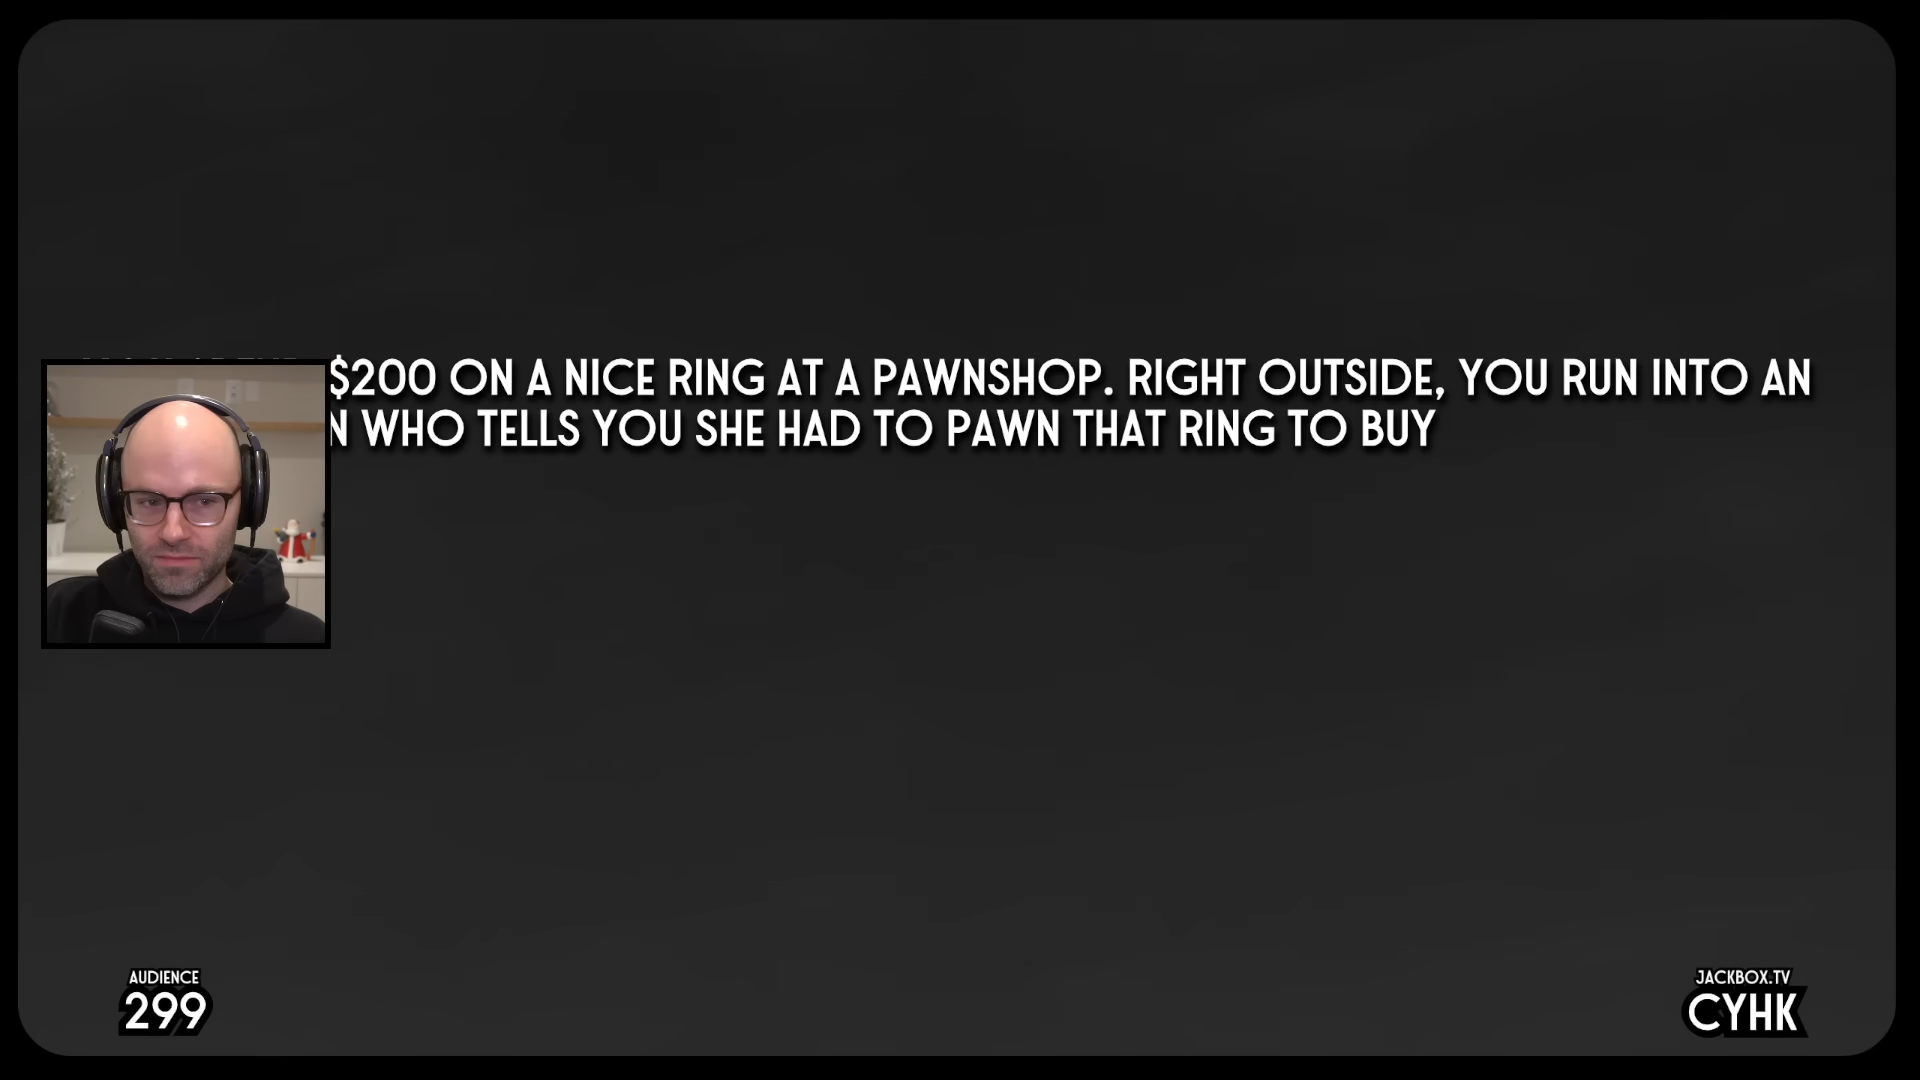 $200 ON A NICE RING AT A PAWNSHOP. RIGHT OUTSIDE, YOU RUN INTO AN
WHO TELLS YOU SHE HAD TO PAWN THAT RING TO BUY
AUDIENCE
299
JACKBOX.TV
CYHK